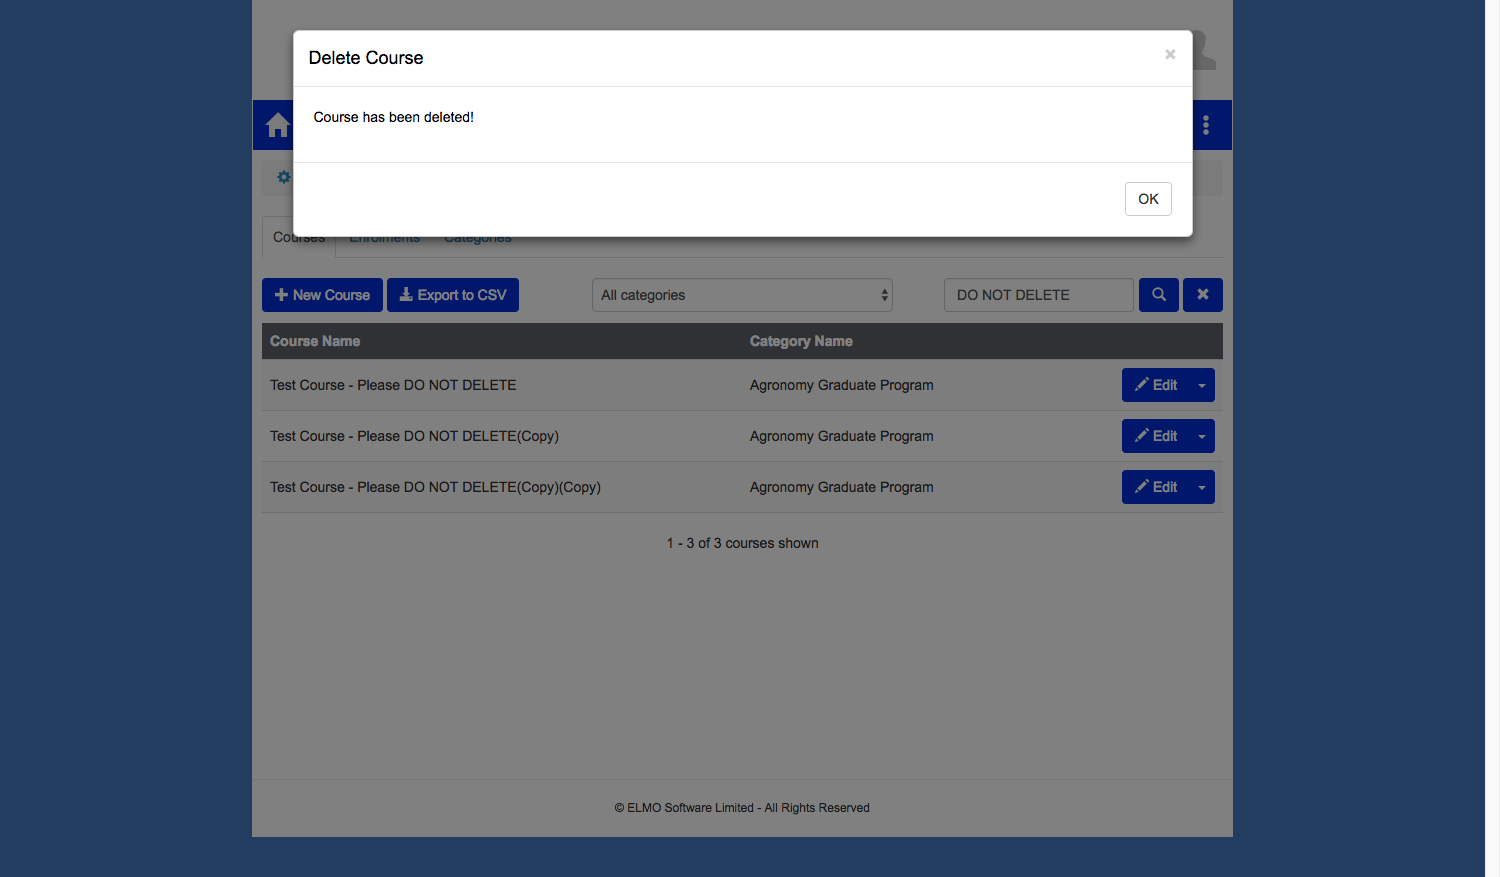 Delete Course
×
Course has been deleted!
OK
Courses Enrolments Categories
New Course Export to CSV All categories DO NOT DELETE
Course Name Category Name
Test Course - Please DO NOT DELETE Agronomy Graduate Program Edit
Test Course - Please DO NOT DELETE(Copy) Agronomy Graduate Program Edit
Test Course - Please DO NOT DELETE(Copy)(Copy) Agronomy Graduate Program Edit
1 - 3 of 3 courses shown
© ELMO Software Limited - All Rights Reserved